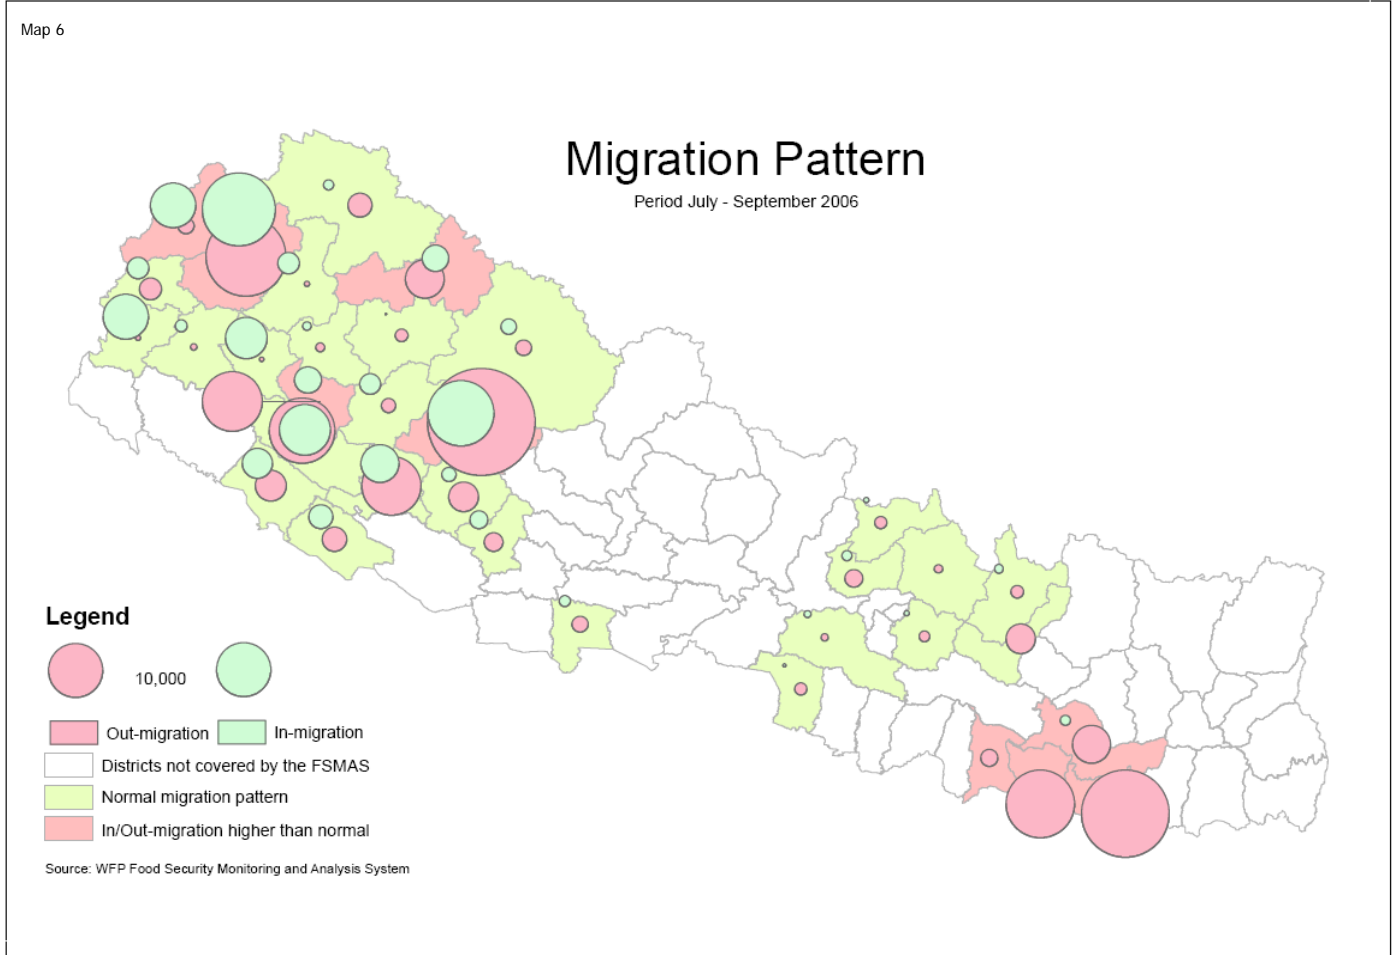 Map 6
Migration Pattern
Period July - September 2006
Legend
10,000
Out-migration
In-migration
Districts not covered by the FSMAS
Normal migration pattern
In/Out-migration higher than normal
Source: WFP Food Security Monitoring and Analysis System